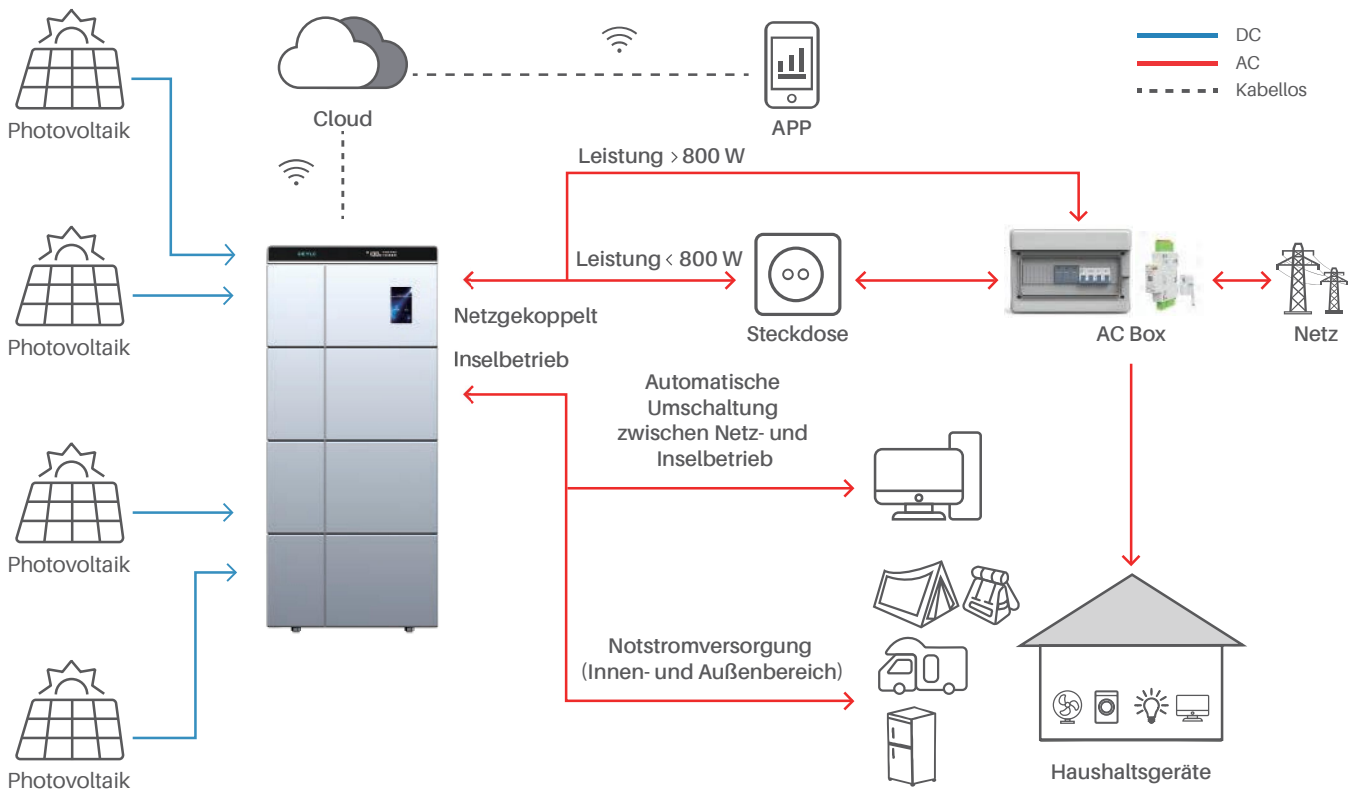 Photovoltaik
Cloud
APP
DC
AC
Kabellos
Leistung > 800 W
Photovoltaik
Leistung < 800 W
Netzgekoppelt
Steckdose
AC Box
Netz
Inselbetrieb
Automatische
Umschaltung
zwischen Netz- und
Inselbetrieb
Photovoltaik
Notstromversorgung
(Innen- und Außenbereich)
Photovoltaik
Haushaltsgeräte